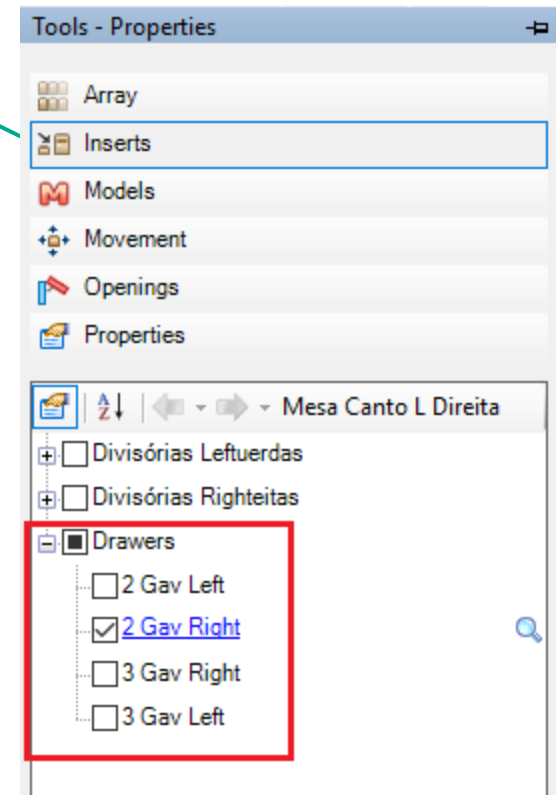 Tools - Properties
Array
Inserts
Models
Movement
Openings
Properties
Mesa Canto L Direita
Divisórias Leftuerdas
Divisórias Righteitas
Drawers
2 Gav Left
2 Gav Right
3 Gav Right
3 Gav Left